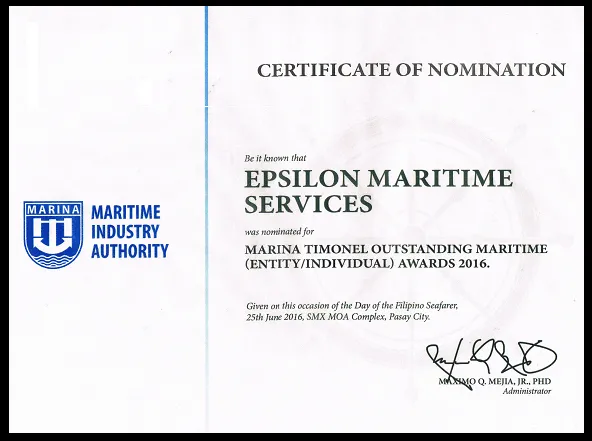 CERTIFICATE OF NOMINATION
Be it known that
EPSILON MARITIME
SERVICES
was nominated for
MARINA TIMONEL OUTSTANDING MARITIME
(ENTITY/INDIVIDUAL) AWARDS 2016.
Given on this occasion of the Day of the Filipino Seafarer,
25th June 2016, SMX MOA Complex, Pasay City.
MARINA
MARITIME
INDUSTRY
AUTHORITY
MAXIMO Q. MEJIA, JR., PHD
Administrator